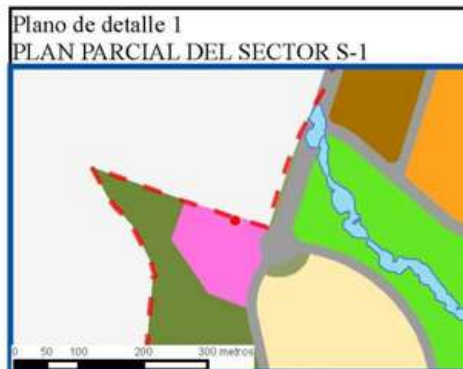 Plano de detalle 1
PLAN PARCIAL DEL SECTOR S-1
0 50 100 200 300 metros